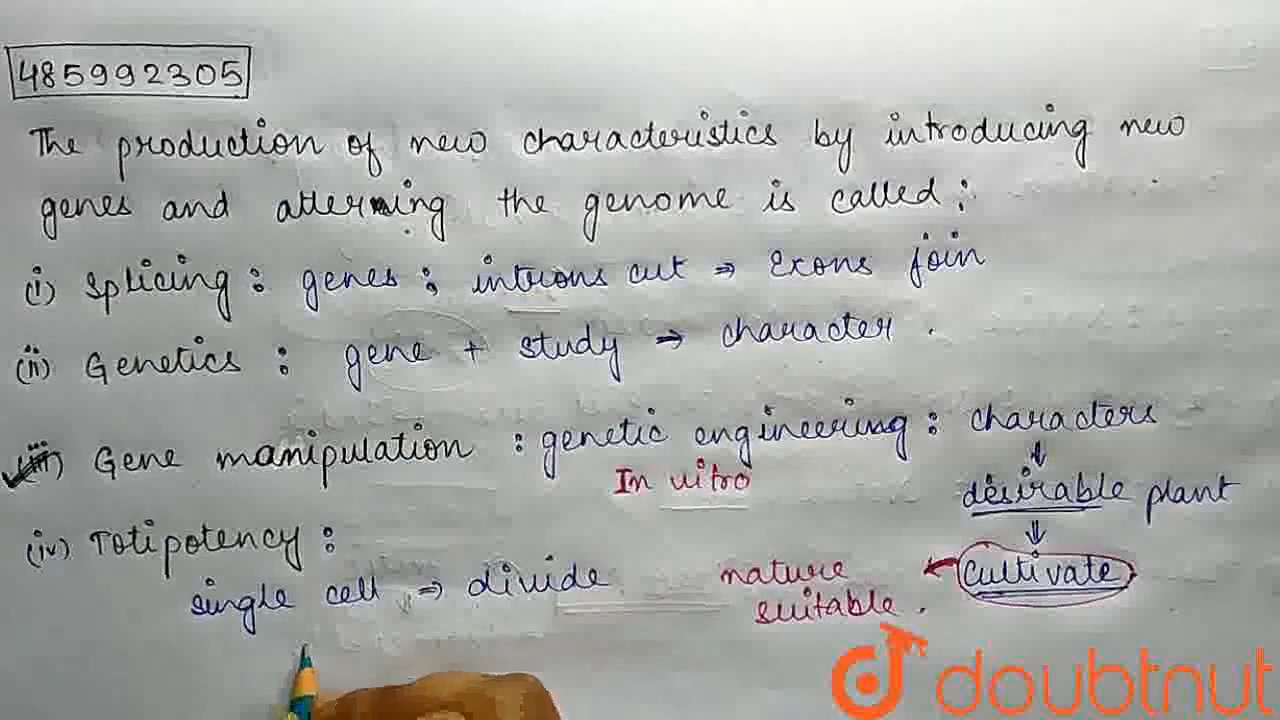 485992305
The production of new characteristics by introducing new
genes and altering the genome is called :
(i) Splicing : genes ; introns cut ⇒ Exons join
(ii) Genetics : gene + study ⇒ character .
(iii) Gene manipulation : genetic engineering : characters
In vitro
↓
desirable plant
⇓
(iv) Totipotency :
single cell ⇒ divide
nature ← cultivate
suitable .
doubtnut